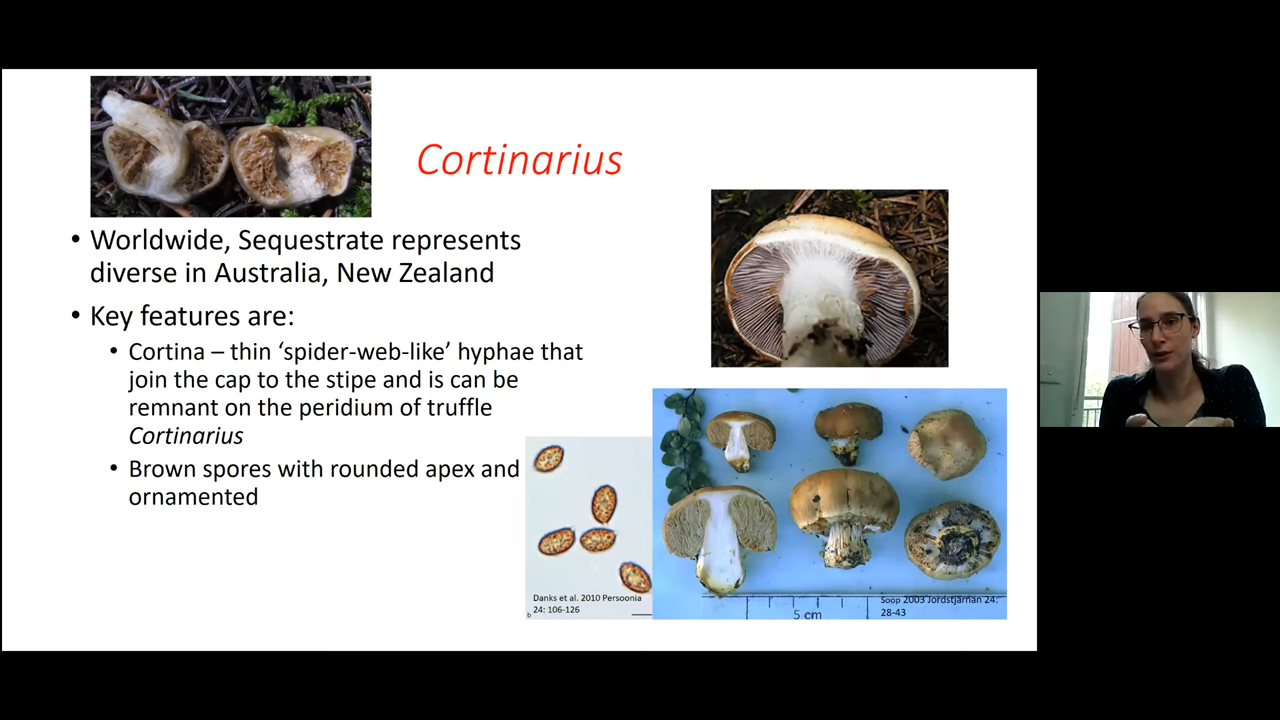 Cortinarius
• Worldwide, Sequestrate represents
diverse in Australia, New Zealand
• Key features are:
• Cortina – thin ‘spider-web-like’ hyphae that
join the cap to the stipe and is can be
remnant on the peridium of truffle
Cortinarius
• Brown spores with rounded apex and
ornamented
Danks et al. 2010 Persoonia
24: 106-126
b
5 cm
Soop 2003 Jordstjärnan 24:
28-43